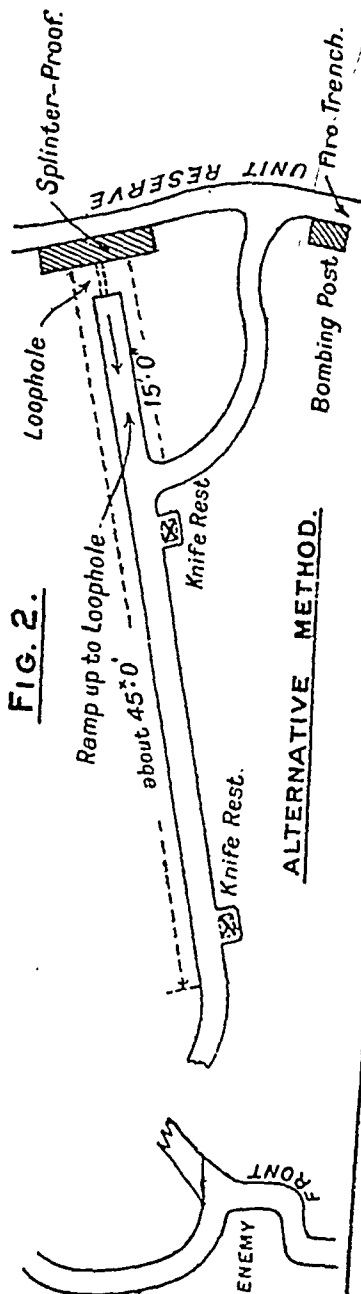 FIG. 2.
Splinter-Proof.
Loophole
Ramp up to Loophole
about 45ˣ.0'
15'.0"
UNIT RESERVE
Knife Rest
Knife Rest.
Bombing Post
Fire Trench.
ALTERNATIVE METHOD.
ENEMY
FRONT